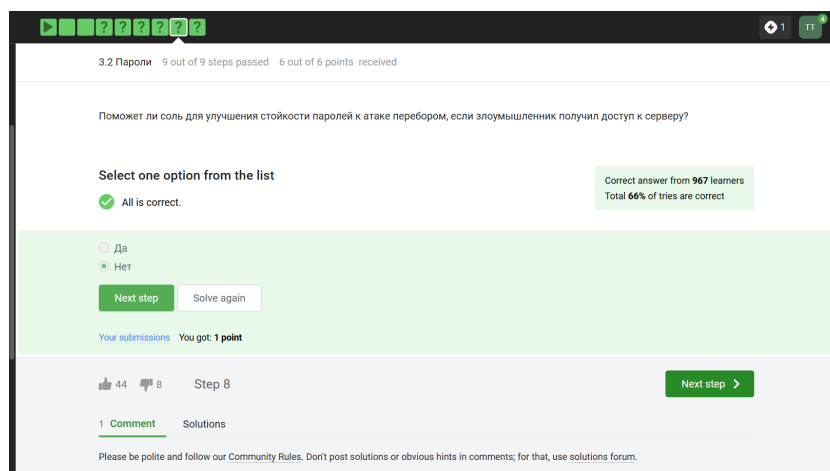 ? ? ? ? ? ?
1 TT 4
3.2 Пароли 9 out of 9 steps passed 6 out of 6 points received
Поможет ли соль для улучшения стойкости паролей к атаке перебором, если злоумышленник получил доступ к серверу?
Select one option from the list
All is correct.
Correct answer from 967 learners
Total 66% of tries are correct
Да
Нет
Next step Solve again
Your submissions You got: 1 point
44 8 Step 8 Next step
1 Comment Solutions
Please be polite and follow our Community Rules. Don't post solutions or obvious hints in comments; for that, use solutions forum.